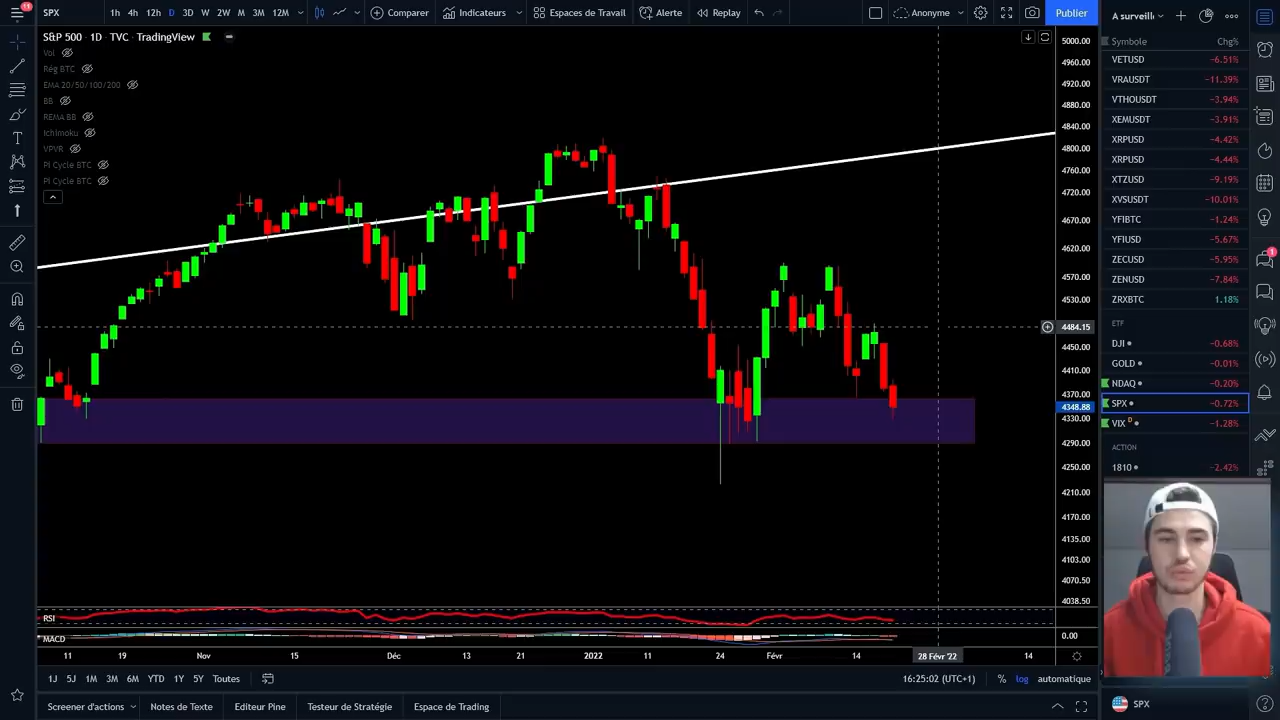 11
SPX
1h 4h 12h D 3D W 2W M 3M 12M
Comparer
Indicateurs
Espaces de Travail
Alerte
Replay
Anonyme
Publier
A surveill
S&P 500 · 1D · TVC · TradingView
Vol
Rég BTC
EMA 20/50/100/200
BB
REMA BB
Ichimoku
VPVR
PI Cycle BTC
PI Cycle BTC
5000.00
4960.00
4920.00
4880.00
4840.00
4800.00
4760.00
4720.00
4670.00
4620.00
4570.00
4530.00
4484.15
4450.00
4410.00
4370.00
4348.88
4330.00
4290.00
4250.00
4210.00
4170.00
4135.00
4103.00
4070.50
4038.50
RSI
MACD
0.00
11 19 Nov 15 Déc 13 21 2022 11 24 Févr 14 28 Févr '22 14
1J 5J 1M 3M 6M YTD 1Y 5Y Toutes
16:25:02 (UTC+1)
% log automatique
Screener d'actions
Notes de Texte
Editeur Pine
Testeur de Stratégie
Espace de Trading
Symbole Chg%
VETUSD −6.51%
VRAUSDT −11.39%
VTHOUSDT −3.94%
XEMUSDT −3.91%
XRPUSD −4.42%
XRPUSD −4.44%
XTZUSD −9.19%
XVSUSDT −10.01%
YFIBTC −1.24%
YFIUSD −5.67%
ZECUSD −5.95%
ZENUSD −7.84%
ZRXBTC 1.18%
ETF
DJI −0.68%
GOLD −0.01%
NDAQ −0.20%
SPX −0.72%
VIX D −1.28%
ACTION
1810 −2.42%
SPX
1